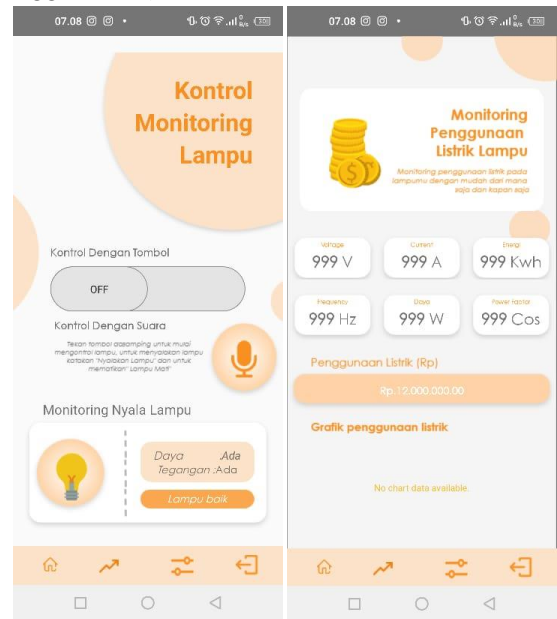 07.08
Kontrol
Monitoring
Lampu
Kontrol Dengan Tombol
OFF
Kontrol Dengan Suara
Tekan tombol disamping untuk mulai
mengontrol lampu, untuk menyalakan lampu
katakan "Nyalakan Lampu" dan untuk
mematikan" Lampu Mati"
Monitoring Nyala Lampu
Daya :Ada
Tegangan :Ada
Lampu baik
07.08
Monitoring
Penggunaan
Listrik Lampu
Monitoring penggunaan listrik pada
lampumu dengan mudah dari mana
saja dan kapan saja
Voltage
999 V
Current
999 A
Energi
999 Kwh
Frequency
999 Hz
Daya
999 W
Power Factor
999 Cos
Penggunaan Listrik (Rp)
Rp.12.000.000.00
Grafik penggunaan listrik
No chart data available.